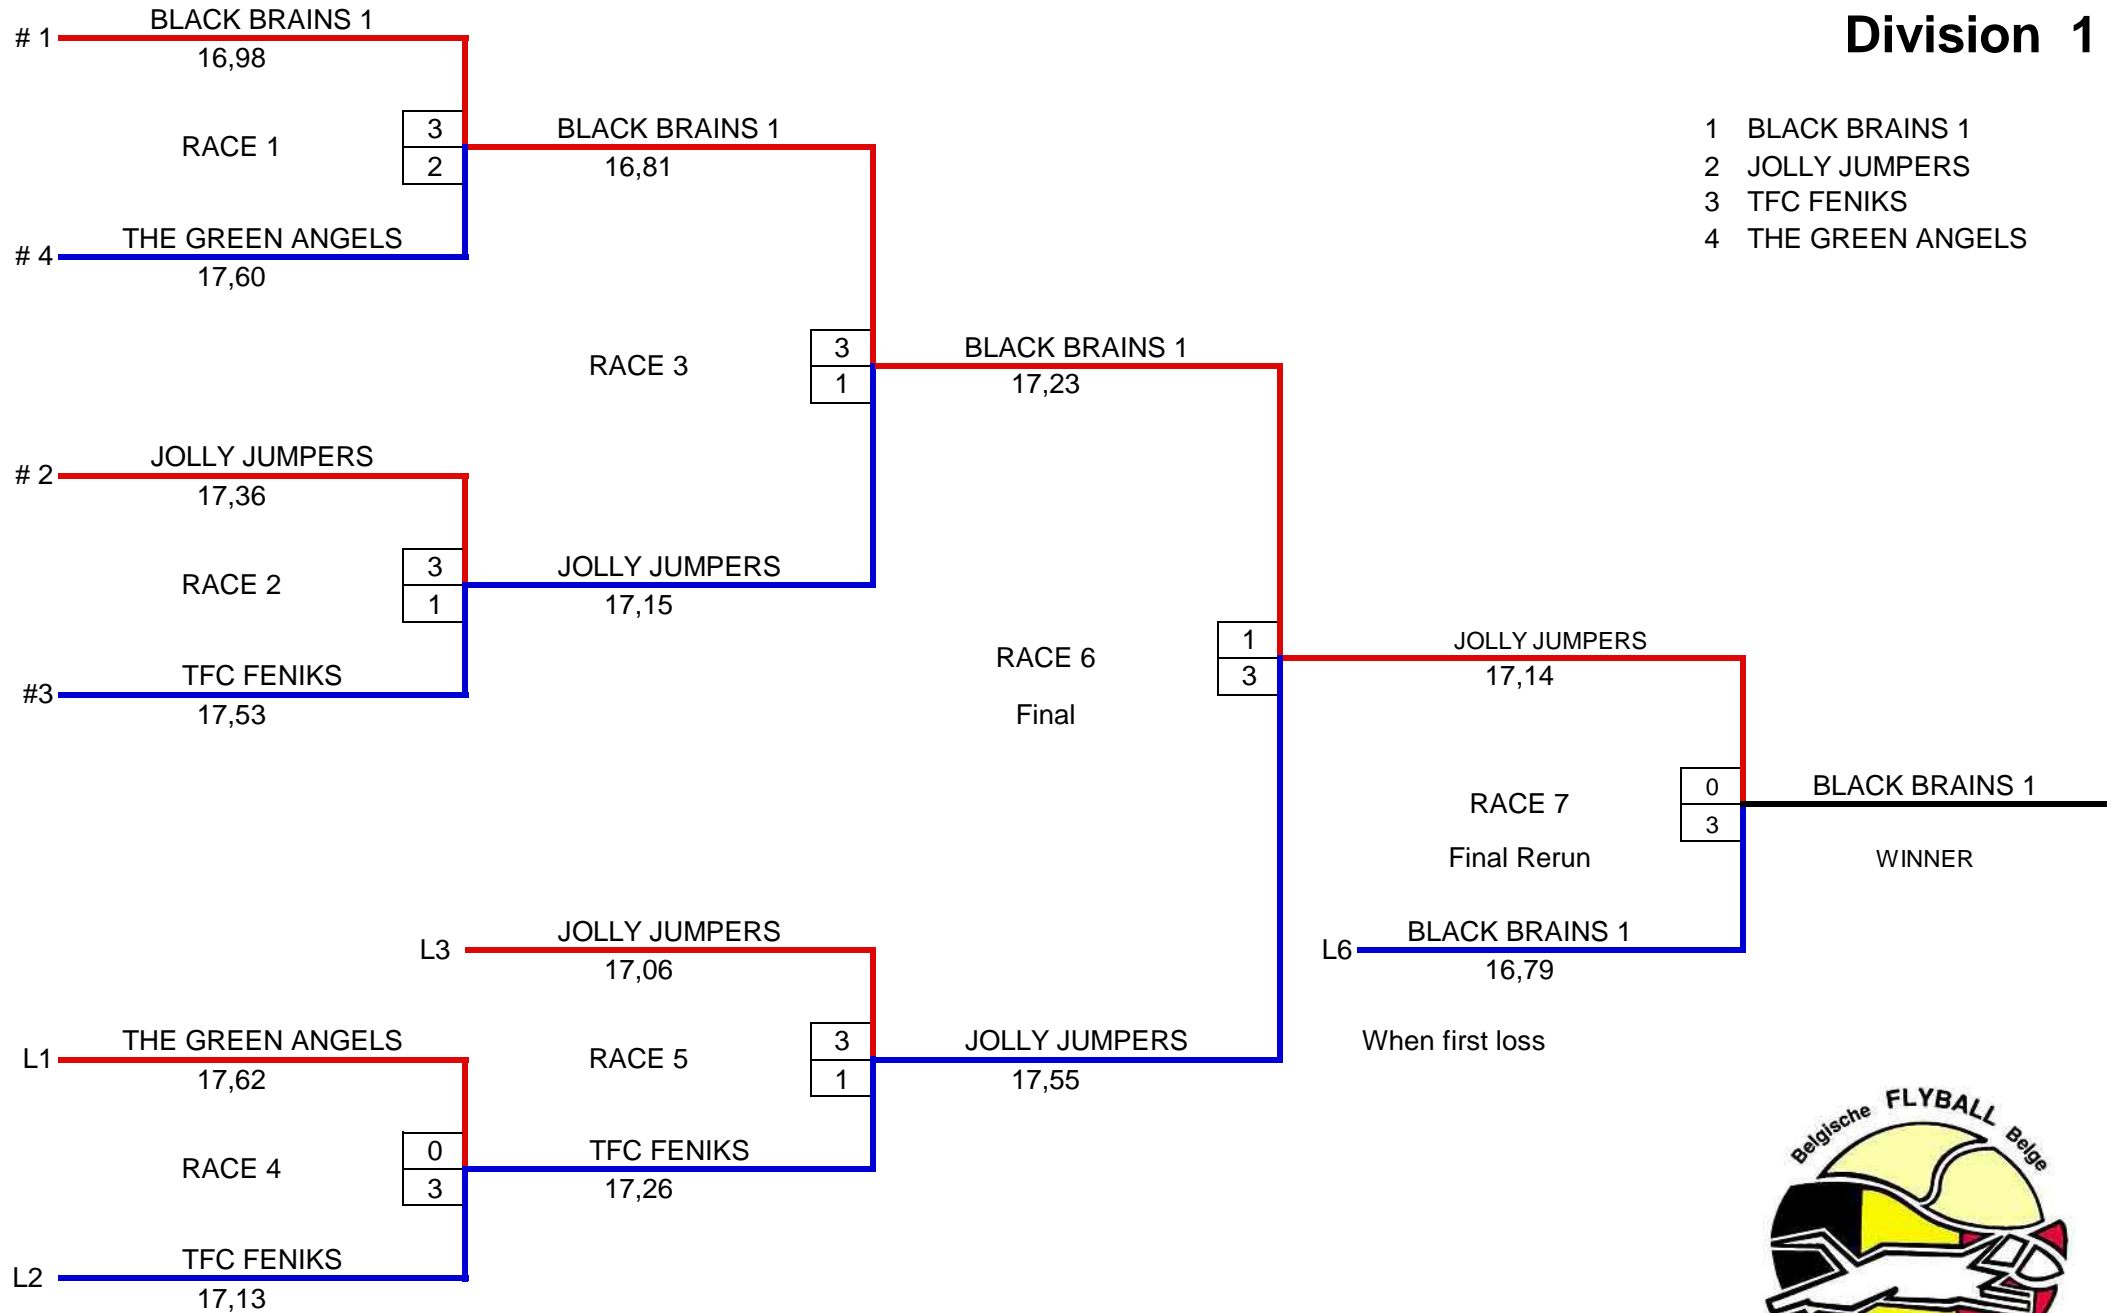 Division 1
# 1
BLACK BRAINS 1
16,98
RACE 1
3
2
# 4
THE GREEN ANGELS
17,60
BLACK BRAINS 1
16,81
1 BLACK BRAINS 1
2 JOLLY JUMPERS
3 TFC FENIKS
4 THE GREEN ANGELS
RACE 3
3
1
BLACK BRAINS 1
17,23
# 2
JOLLY JUMPERS
17,36
RACE 2
3
1
JOLLY JUMPERS
17,15
#3
TFC FENIKS
17,53
RACE 6
1
3
Final
JOLLY JUMPERS
17,14
RACE 7
0
3
Final Rerun
BLACK BRAINS 1
WINNER
L3
JOLLY JUMPERS
17,06
L6
BLACK BRAINS 1
16,79
When first loss
RACE 5
3
1
JOLLY JUMPERS
17,55
L1
THE GREEN ANGELS
17,62
RACE 4
0
3
TFC FENIKS
17,26
L2
TFC FENIKS
17,13
Belgische FLYBALL Belge